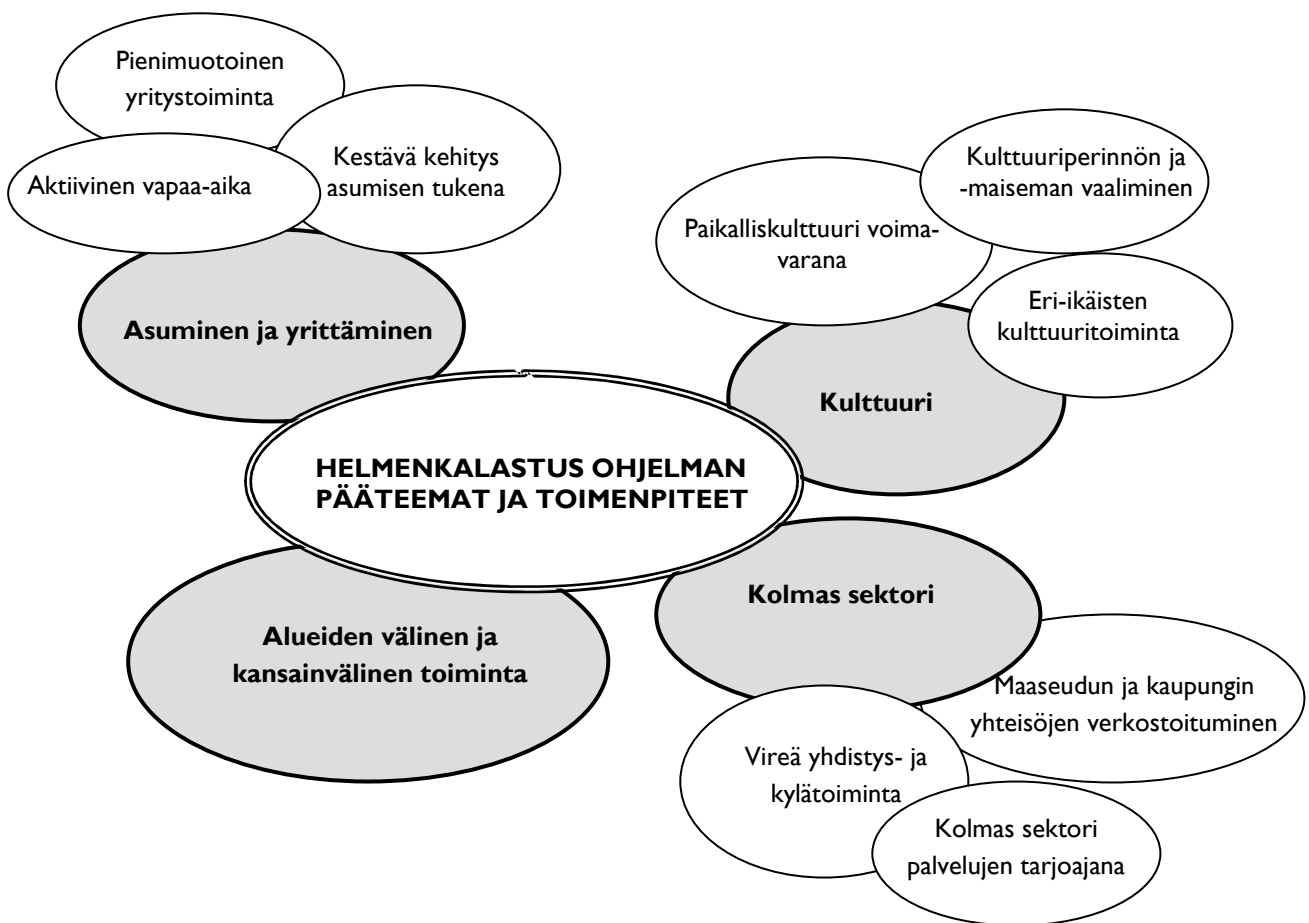 Pienimuotoinen
yritystoiminta
Kestävä kehitys
asumisen tukena
Aktiivinen vapaa-aika
Asuminen ja yrittäminen
Kulttuuriperinnön ja
-maiseman vaaliminen
Paikalliskulttuuri voima-
varana
Eri-ikäisten
kulttuuritoiminta
Kulttuuri
HELMENKALASTUS OHJELMAN
PÄÄTEEMAT JA TOIMENPITEET
Alueiden välinen ja
kansainvälinen toiminta
Kolmas sektori
Maaseudun ja kaupungin
yhteisöjen verkostoituminen
Vireä yhdistys- ja
kylätoiminta
Kolmas sektori
palvelujen tarjoajana